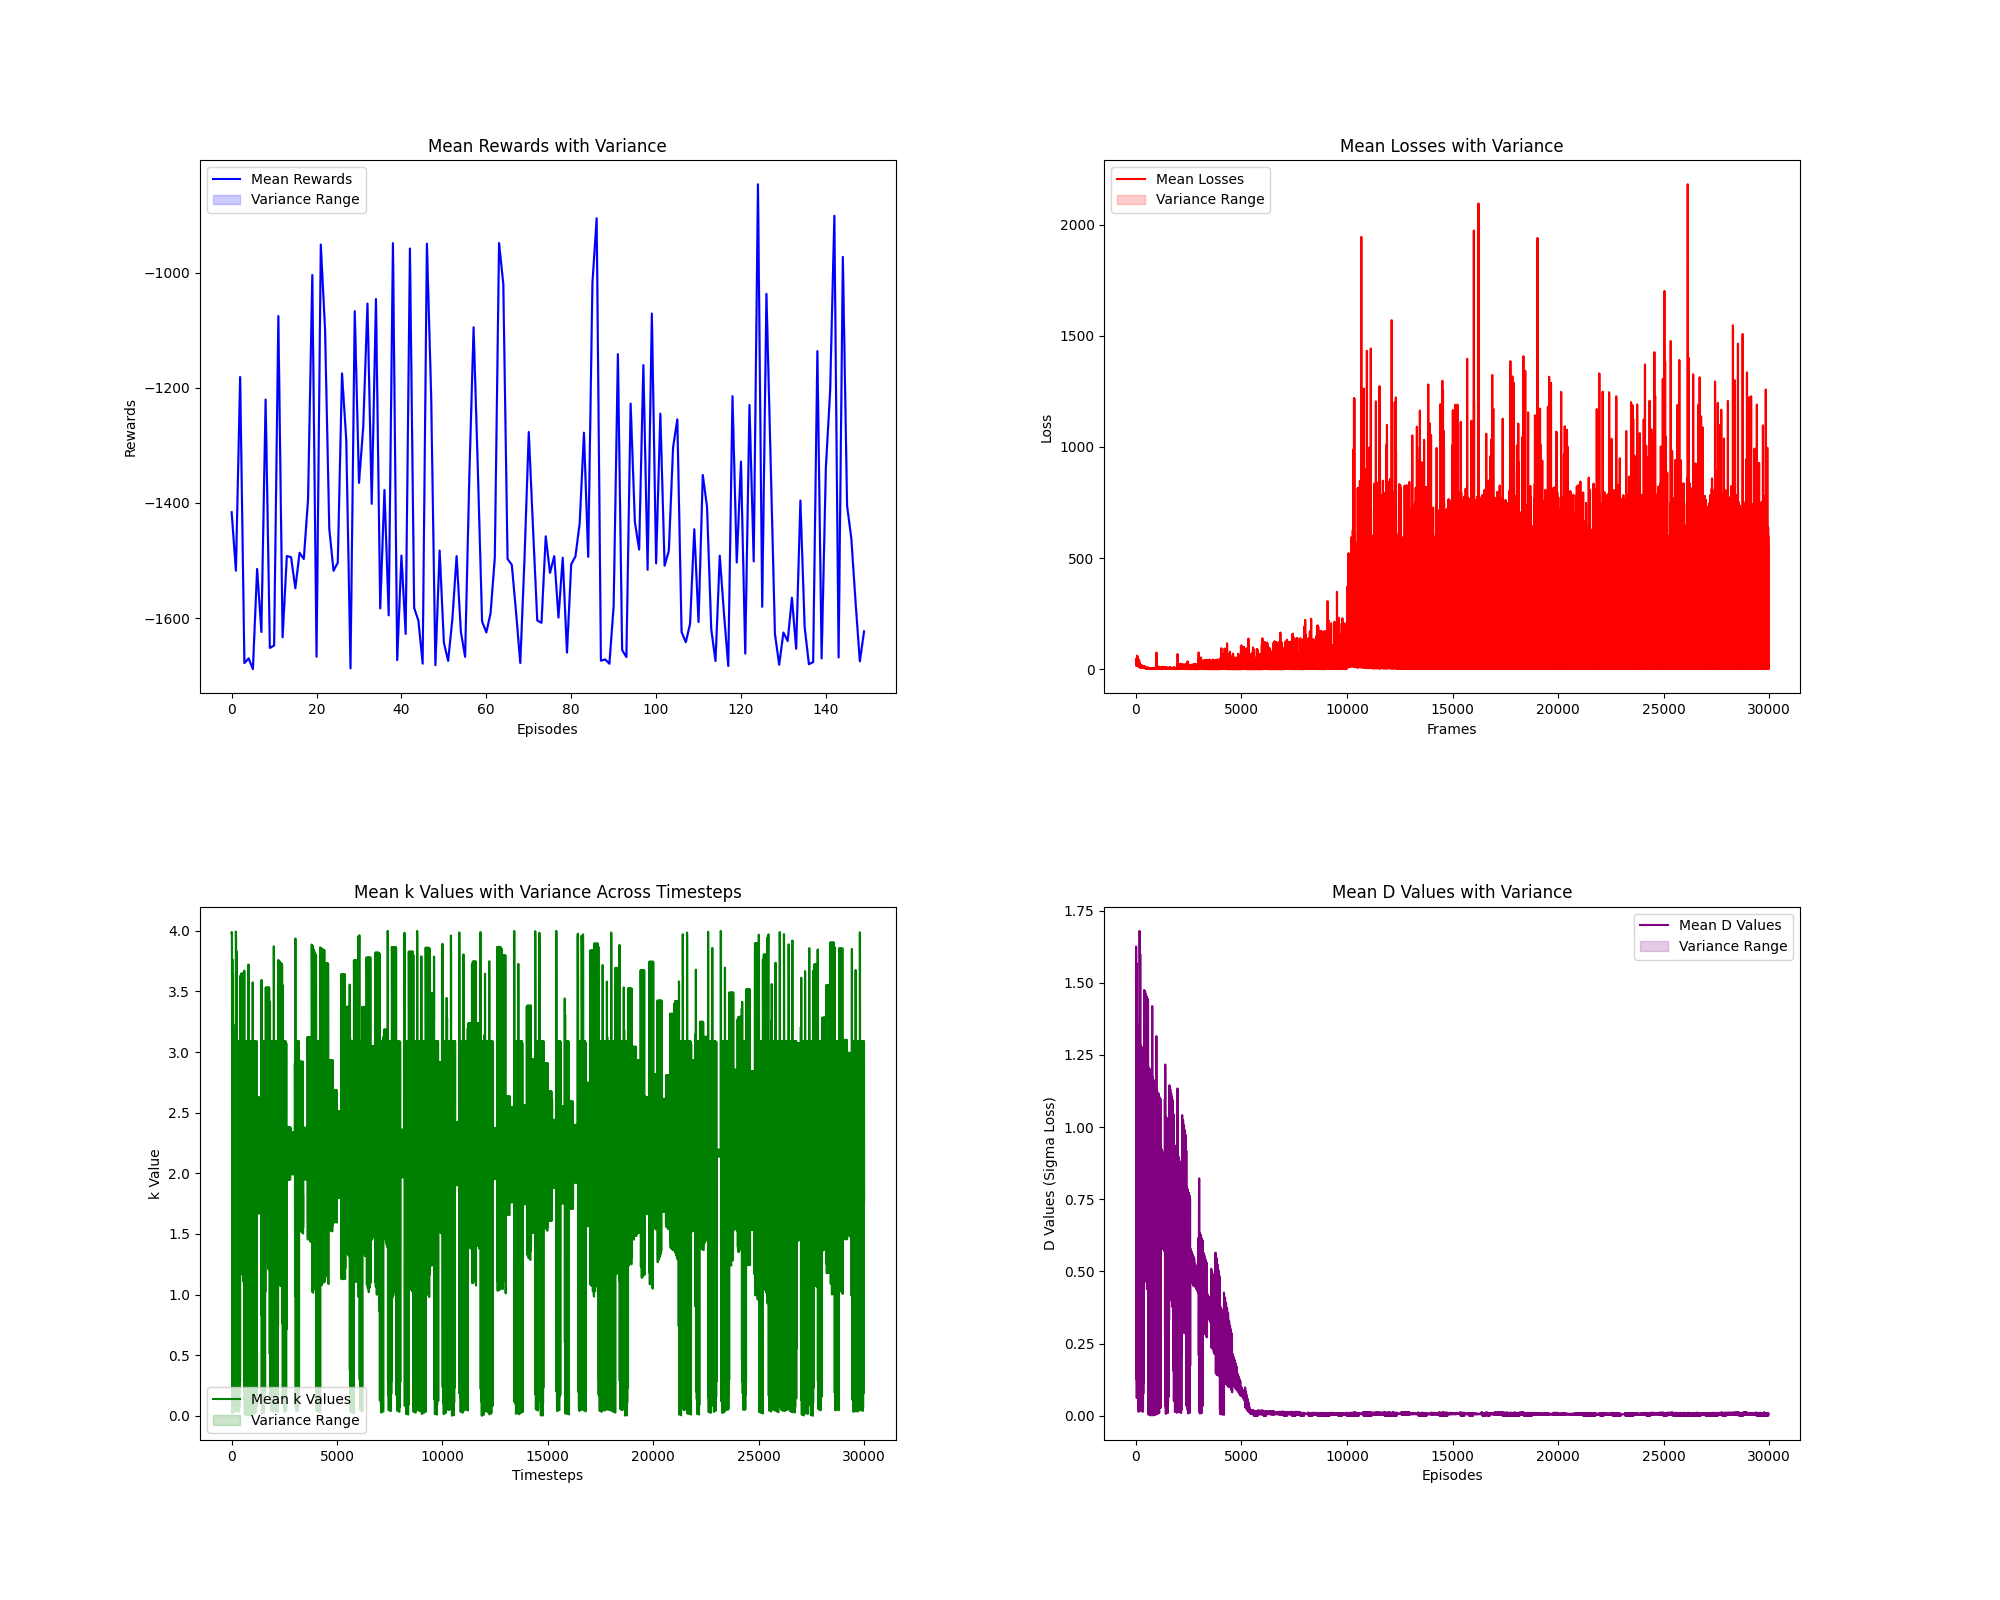 Mean Rewards with Variance
Mean Rewards
Variance Range
−1000
−1200
−1400
−1600
Rewards
0 20 40 60 80 100 120 140
Episodes
Mean Losses with Variance
Mean Losses
Variance Range
2000
1500
1000
500
0
Loss
0 5000 10000 15000 20000 25000 30000
Frames
Mean k Values with Variance Across Timesteps
4.0
3.5
3.0
2.5
2.0
1.5
1.0
0.5
0.0
k Value
Mean k Values
Variance Range
0 5000 10000 15000 20000 25000 30000
Timesteps
Mean D Values with Variance
Mean D Values
Variance Range
1.75
1.50
1.25
1.00
0.75
0.50
0.25
0.00
D Values (Sigma Loss)
0 5000 10000 15000 20000 25000 30000
Episodes